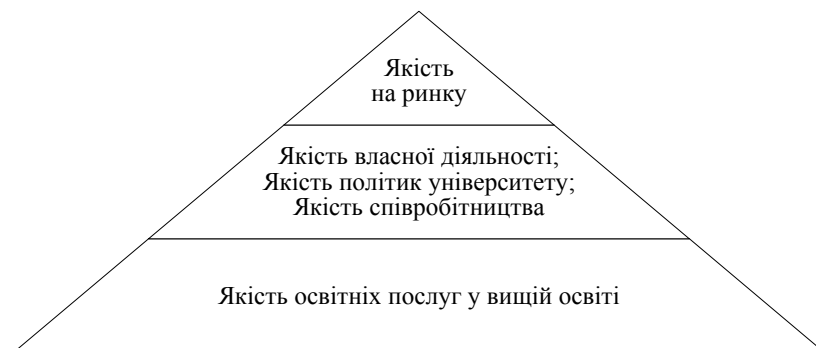 Якість
на ринку
Якість власної діяльності;
Якість політик університету;
Якість співробітництва
Якість освітніх послуг у вищій освіті